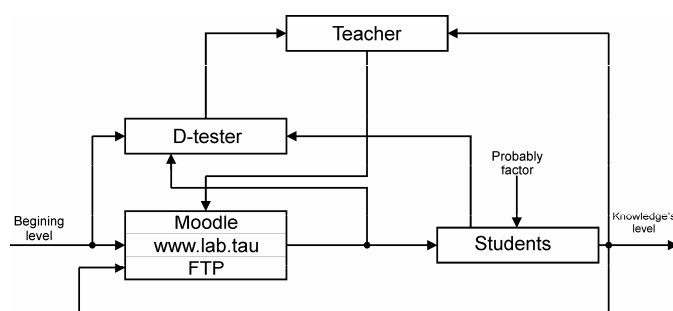 Teacher
D-tester
Probably
factor
Begining
level
Moodle
www.lab.tau
FTP
Students
Knowledge's
level